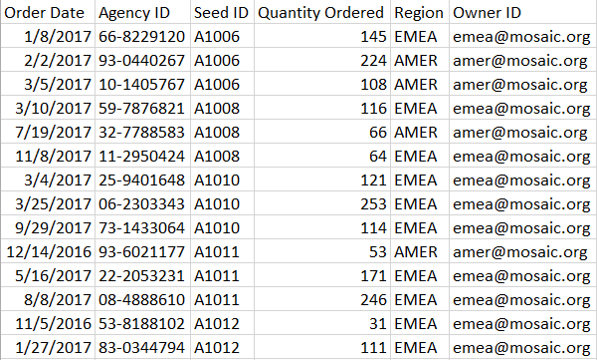 Order Date Agency ID Seed ID Quantity Ordered Region Owner ID
1/8/2017 66-8229120 A1006 145 EMEA emea@mosaic.org
2/2/2017 93-0440267 A1006 224 AMER amer@mosaic.org
3/5/2017 10-1405767 A1006 108 AMER amer@mosaic.org
3/10/2017 59-7876821 A1008 116 EMEA emea@mosaic.org
7/19/2017 32-7788583 A1008 66 AMER amer@mosaic.org
11/8/2017 11-2950424 A1008 64 EMEA emea@mosaic.org
3/4/2017 25-9401648 A1010 121 EMEA emea@mosaic.org
3/25/2017 06-2303343 A1010 253 EMEA emea@mosaic.org
9/29/2017 73-1433064 A1010 114 EMEA emea@mosaic.org
12/14/2016 93-6021177 A1011 53 AMER amer@mosaic.org
5/16/2017 22-2053231 A1011 171 EMEA emea@mosaic.org
8/8/2017 08-4888610 A1011 246 EMEA emea@mosaic.org
11/5/2016 53-8188102 A1012 31 EMEA emea@mosaic.org
1/27/2017 83-0344794 A1012 111 EMEA emea@mosaic.org